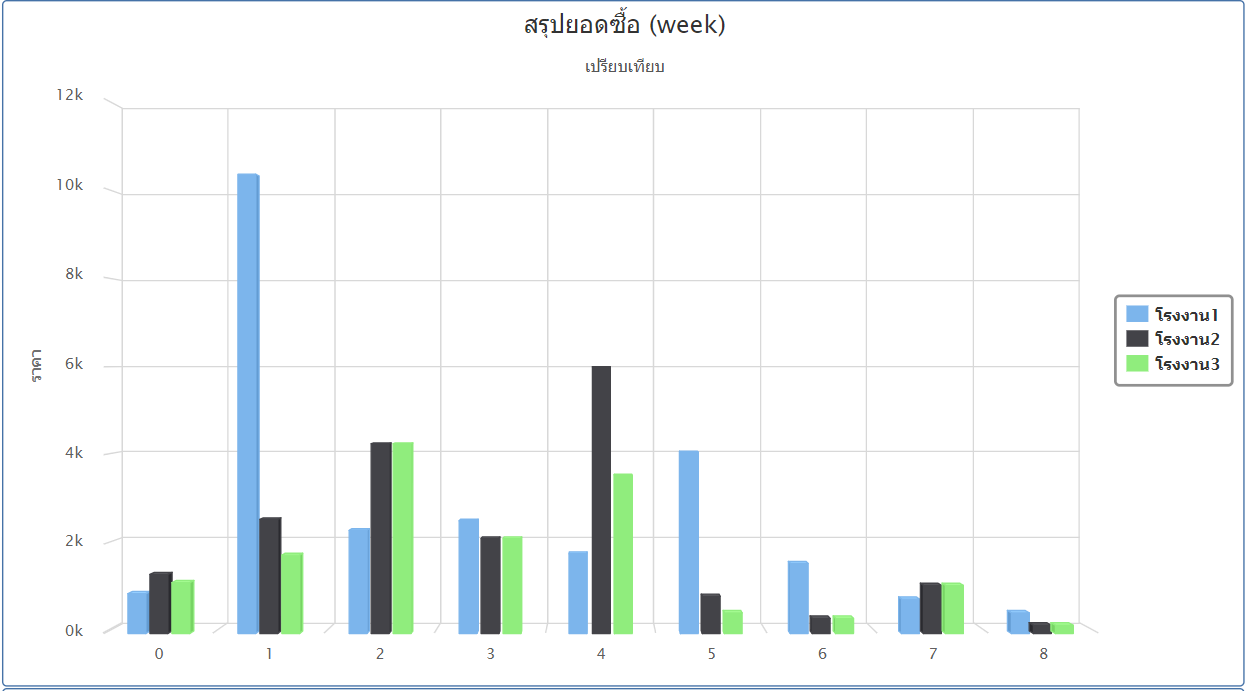 สรุปยอดซื้อ (week)
เปรียบเทียบ
12k
10k
8k
6k
4k
2k
0k
ราคา
0 1 2 3 4 5 6 7 8
โรงงาน1
โรงงาน2
โรงงาน3